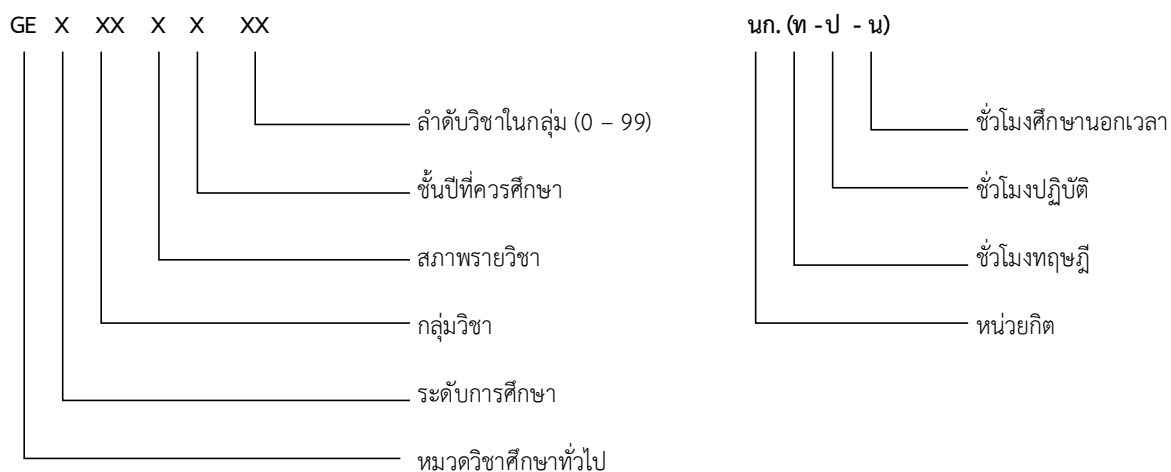 GE X XX X X XX
ลำดับวิชาในกลุ่ม (0 – 99)
ชั้นปีที่ควรศึกษา
สภาพรายวิชา
กลุ่มวิชา
ระดับการศึกษา
หมวดวิชาศึกษาทั่วไป
นก. (ท - ป - น)
ชั่วโมงศึกษานอกเวลา
ชั่วโมงปฏิบัติ
ชั่วโมงทฤษฎี
หน่วยกิต